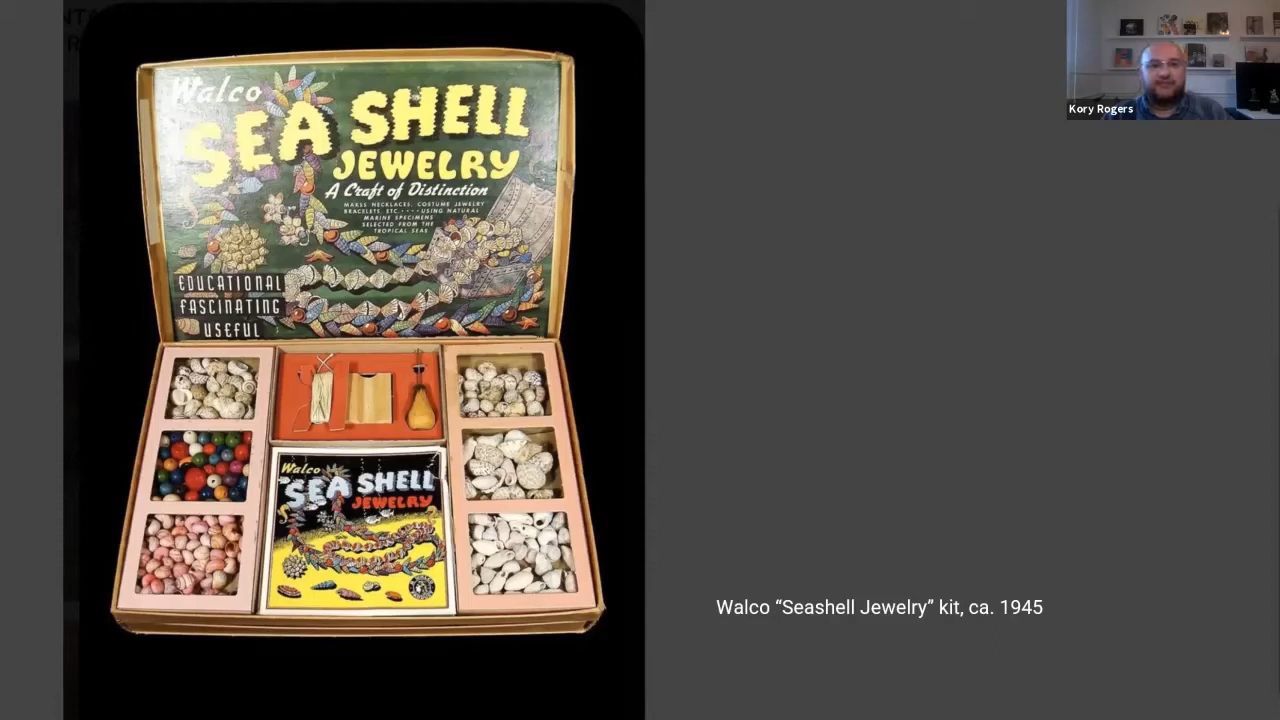 Walco
SEA SHELL
JEWELRY
A Craft of Distinction
MAKES NECKLACES, COSTUME JEWELRY
BRACELETS, ETC.----USING NATURAL
MARINE SPECIMENS
SELECTED FROM THE
TROPICAL SEAS
EDUCATIONAL
FASCINATING
USEFUL
Walco
SEA SHELL
JEWELRY
Kory Rogers
Walco “Seashell Jewelry” kit, ca. 1945